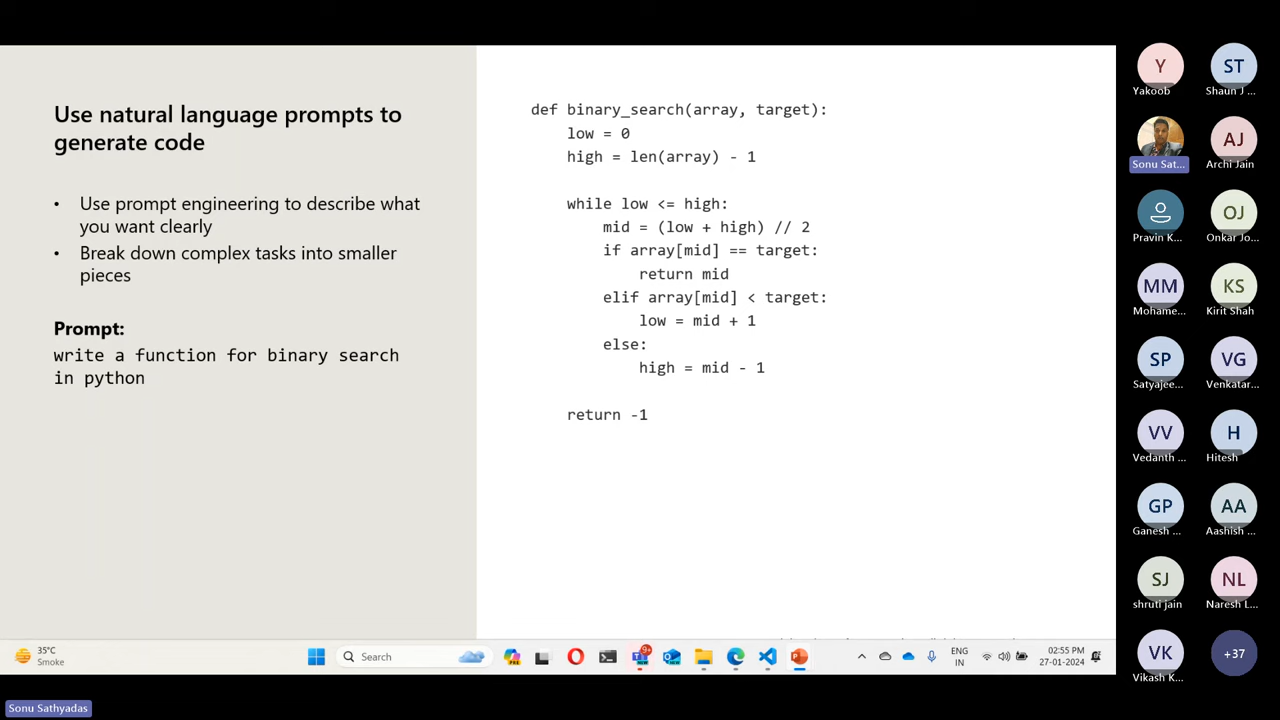 Use natural language prompts to
generate code
• Use prompt engineering to describe what
you want clearly
• Break down complex tasks into smaller
pieces
Prompt:
write a function for binary search
in python
def binary_search(array, target):
    low = 0
    high = len(array) - 1
    while low <= high:
        mid = (low + high) // 2
        if array[mid] == target:
            return mid
        elif array[mid] < target:
            low = mid + 1
        else:
            high = mid - 1
    return -1
Y
Yakoob
ST
Shaun J ...
Sonu Sat...
AJ
Archi Jain
Pravin K...
OJ
Onkar Jo...
MM
Mohame...
KS
Kirit Shah
SP
Satyajee...
VG
Venkatar...
VV
Vedanth ...
H
Hitesh
GP
Ganesh ...
AA
Aashish ...
SJ
shruti jain
NL
Naresh L...
VK
Vikash K...
+37
35°C
Smoke
Search
9+
ENG
IN
02:55 PM
27-01-2024
Sonu Sathyadas